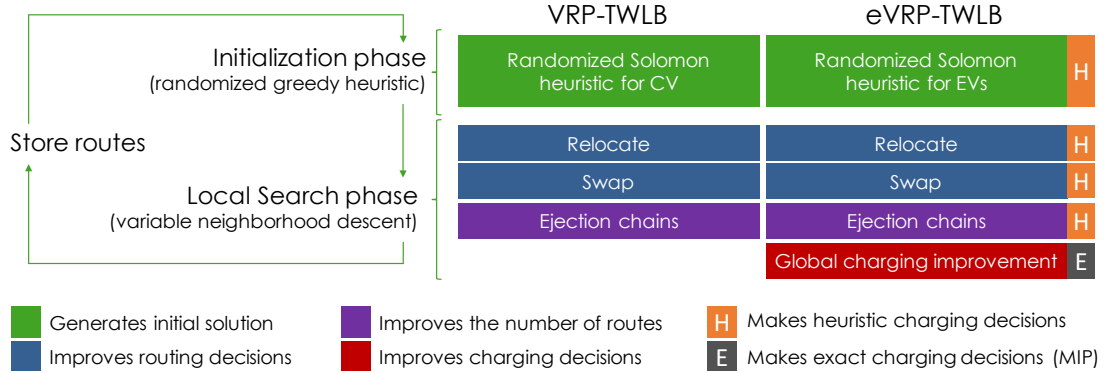 VRP-TWLB
eVRP-TWLB
Initialization phase
(randomized greedy heuristic)
Randomized Solomon
heuristic for CV
Randomized Solomon
heuristic for EVs
H
Store routes
Relocate
Relocate
H
Swap
Swap
H
Local Search phase
(variable neighborhood descent)
Ejection chains
Ejection chains
H
Global charging improvement
E
Generates initial solution
Improves the number of routes
H
Makes heuristic charging decisions
Improves routing decisions
Improves charging decisions
E
Makes exact charging decisions (MIP)